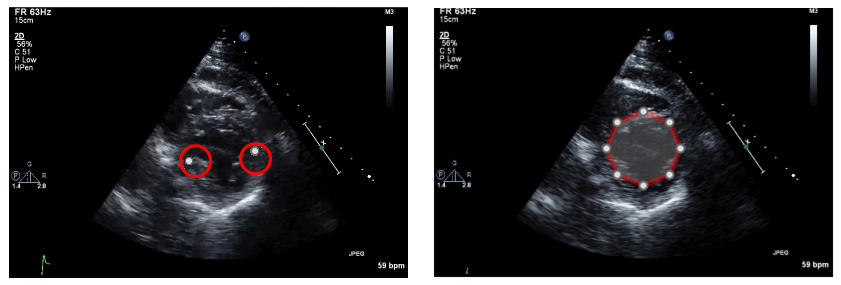 FR 63Hz
15cm
2D
56%
C 51
P Low
HPen
M3
P
G
P R
1.4 2.8
JPEG
59 bpm
FR 63Hz
15cm
2D
56%
C 51
P Low
HPen
M3
P
G
P R
1.4 2.8
JPEG
59 bpm